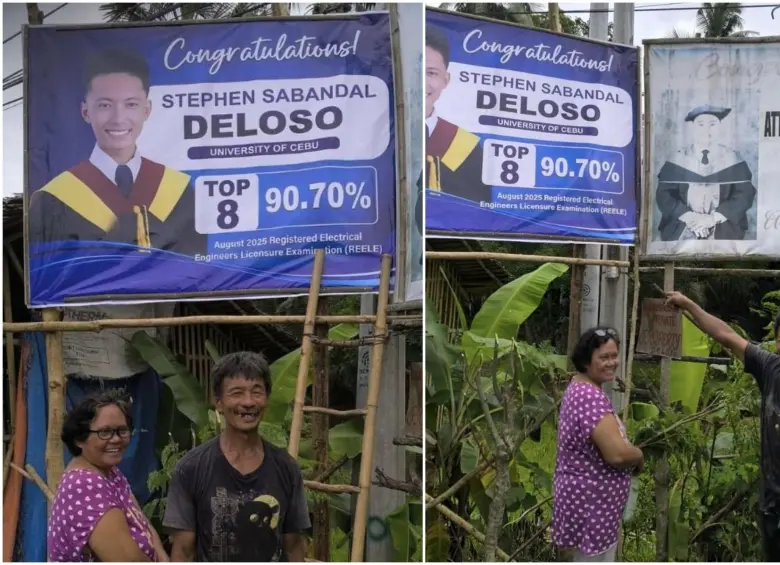 Congratulations!
STEPHEN SABANDAL
DELOSO
UNIVERSITY OF CEBU
TOP
8
90.70%
August 2025 Registered Electrical
Engineers Licensure Examination (REELE)
Congratulations!
STEPHEN SABANDAL
DELOSO
UNIVERSITY OF CEBU
TOP
8
90.70%
August 2025 Registered Electrical
Engineers Licensure Examination (REELE)